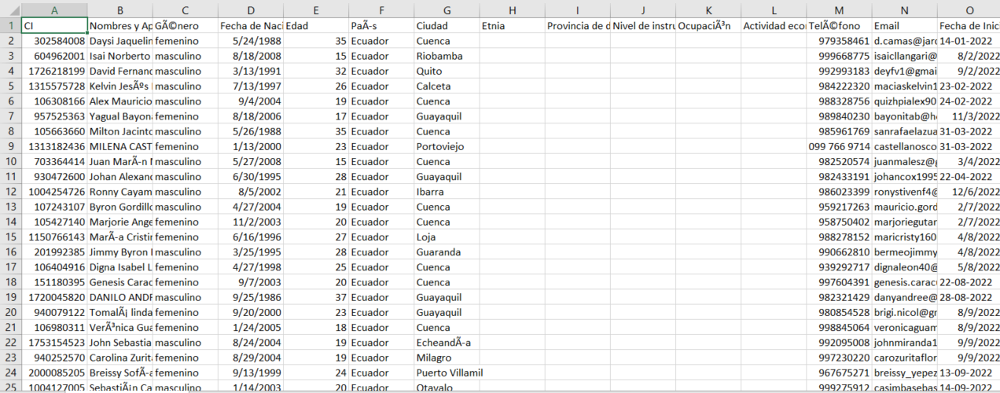 A B C D E F G H I J K L M N O
1 CI Nombres y Ap GÃ©nero Fecha de Naci Edad PaÃ-s Ciudad Etnia Provincia de d Nivel de instru OcupaciÃ³n Actividad econ TelÃ©fono Email Fecha de Inic
2 302584008 Daysi Jaquelin femenino 5/24/1988 35 Ecuador Cuenca 979358461 d.camas@jard 14-01-2022
3 604962001 Isai Norberto masculino 8/18/2008 15 Ecuador Riobamba 999668775 isaicllangari@ 8/2/2022
4 1726218199 David Fernand masculino 3/13/1991 32 Ecuador Quito 992993183 deyfv1@gmai 9/2/2022
5 1315575728 Kelvin JesÃºs masculino 7/13/1997 26 Ecuador Calceta 984222320 maciaskelvin1 23-02-2022
6 106308166 Alex Mauricio masculino 9/4/2004 19 Ecuador Cuenca 988328756 quizhpialex90 24-02-2022
7 957525363 Yagual Bayona femenino 8/18/2006 17 Ecuador Guayaquil 989840230 bayonitab@h 11/3/2022
8 105663660 Milton Jacinto masculino 5/26/1988 35 Ecuador Cuenca 985961769 sanrafaelazua 31-03-2022
9 1313182436 MILENA CAST femenino 1/13/2000 23 Ecuador Portoviejo 099 766 9714 castellanosco 31-03-2022
10 703364414 Juan MarÃ-n masculino 5/27/2008 15 Ecuador Cuenca 982520574 juanmalesz@g 3/4/2022
11 930472600 Johan Alexand masculino 6/30/1995 28 Ecuador Guayaquil 982433191 johancox1995 22-04-2022
12 1004254726 Ronny Cayam masculino 8/5/2002 21 Ecuador Ibarra 986023399 ronystivenf4@ 12/6/2022
13 107243107 Byron Gordillo masculino 4/27/2004 19 Ecuador Cuenca 959217263 mauricio.gord 2/7/2022
14 105427140 Marjorie Ange femenino 11/2/2003 20 Ecuador Cuenca 958750402 marjoriegutar 2/7/2022
15 1150766143 MarÃ-a Cristin femenino 6/16/1996 27 Ecuador Loja 988278152 maricristy160 4/8/2022
16 201992385 Jimmy Byron masculino 3/25/1995 28 Ecuador Guaranda 990662810 bermeojimmy 4/8/2022
17 106404916 Digna Isabel L femenino 4/27/1998 25 Ecuador Cuenca 939292717 dignaleon40@ 5/8/2022
18 151180395 Genesis Carac femenino 9/7/2003 20 Ecuador Cuenca 997604391 genesis.caracu 22-08-2022
19 1720045820 DANILO ANDR masculino 9/25/1986 37 Ecuador Guayaquil 982321429 danyandree@ 28-08-2022
20 940079122 TomalÃ¡ linda femenino 9/20/2000 23 Ecuador Guayaquil 980854528 brigi.nicol@gm 8/9/2022
21 106980311 VerÃ³nica Gua femenino 1/24/2005 18 Ecuador Cuenca 998845064 veronicaguam 8/9/2022
22 1753154523 John Sebastia masculino 8/24/2004 19 Ecuador EcheandÃ-a 992095008 johnmiranda1 9/9/2022
23 940252570 Carolina Zurit femenino 8/29/2004 19 Ecuador Milagro 997230220 carozuritaflor 9/9/2022
24 2000085205 Breissy SofÃ-a femenino 9/13/1999 24 Ecuador Puerto Villamil 967675271 breissy_yepez 13-09-2022
25 1004127005 SebastiÃ¡n Ca masculino 1/14/2003 20 Ecuador Otavalo 999275912 casimbasebas 14-09-2022